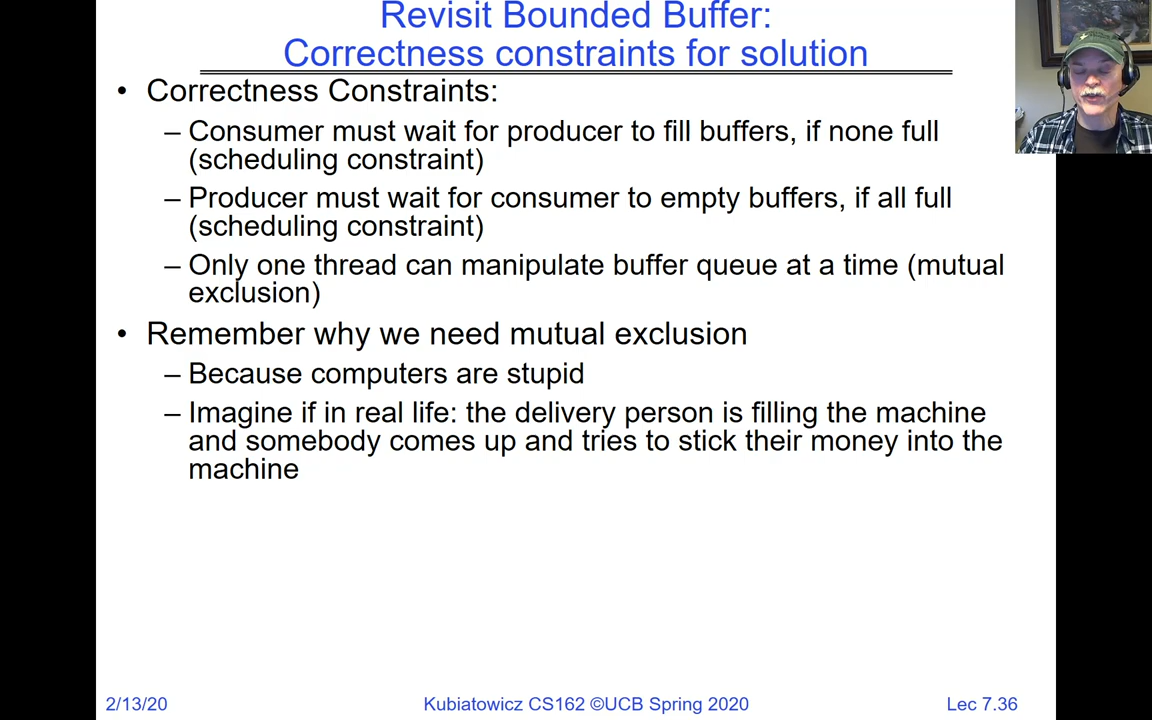 Revisit Bounded Buffer:
Correctness constraints for solution
• Correctness Constraints:
– Consumer must wait for producer to fill buffers, if none full
(scheduling constraint)
– Producer must wait for consumer to empty buffers, if all full
(scheduling constraint)
– Only one thread can manipulate buffer queue at a time (mutual
exclusion)
• Remember why we need mutual exclusion
– Because computers are stupid
– Imagine if in real life: the delivery person is filling the machine
and somebody comes up and tries to stick their money into the
machine
2/13/20
Kubiatowicz CS162 ©UCB Spring 2020
Lec 7.36